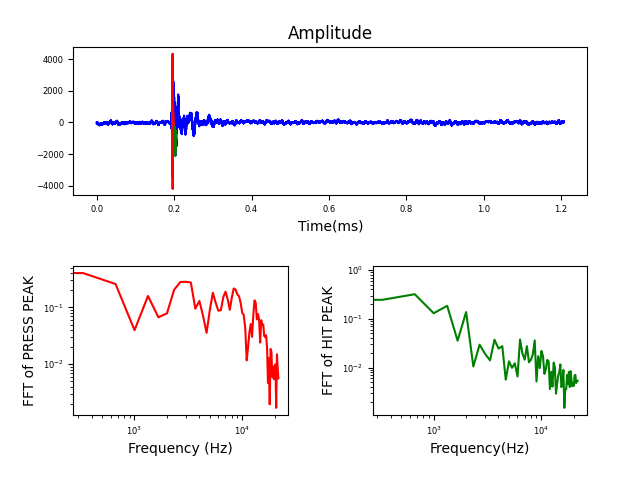 Amplitude
4000
2000
0
−2000
−4000
0.0 0.2 0.4 0.6 0.8 1.0 1.2
Time(ms)
FFT of PRESS PEAK
10⁻¹
10⁻²
10³ 10⁴
Frequency (Hz)
FFT of HIT PEAK
10⁰
10⁻¹
10⁻²
10³ 10⁴
Frequency(Hz)